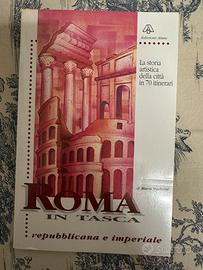 La storia
artistica
della città
in 70 itinerari
ROMA
IN TASCA
repubblicana e imperiale